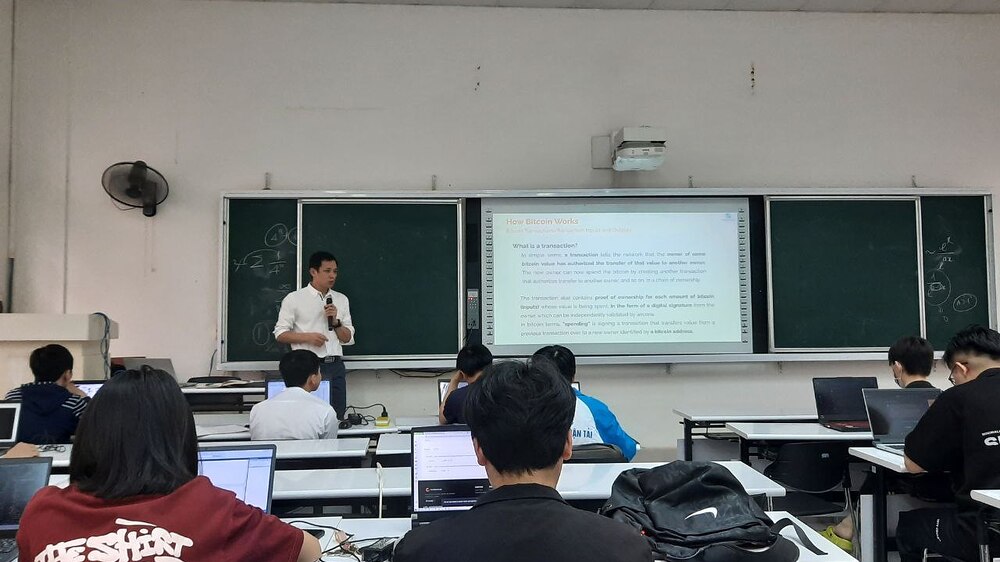 How Bitcoin Works
What is a transaction?
In simple terms, a transaction tells the network that the owner of some
bitcoin value has authorized the transfer of that value to another owner.
The new owner can now spend the bitcoin by creating another transaction
that authorizes transfer to another owner, and so on, in a chain of ownership.
The transaction also contains proof of ownership for each amount of bitcoin
(inputs) whose value is being spent, in the form of a digital signature from the
owner, which can be independently validated by anyone.
In bitcoin terms, "spending" is signing a transaction that transfers value from a
previous transaction over to a new owner identified by a bitcoin address.
ẬN TẢI
THE SHIRT